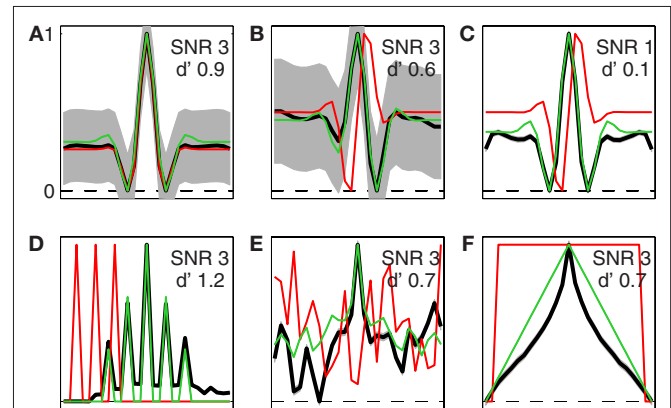 A 1 SNR 3
d' 0.9
0
B SNR 3
d' 0.6
C SNR 1
d' 0.1
D SNR 3
d' 1.2
E SNR 3
d' 0.7
F SNR 3
d' 0.7